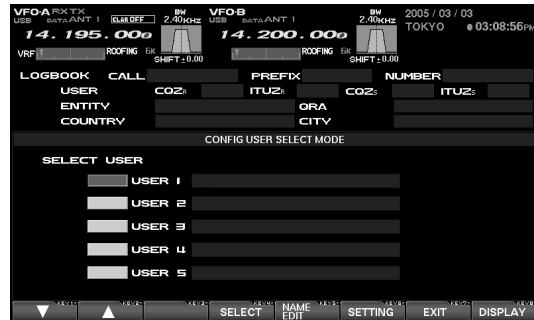 VFO-A RX TX BW VFO-B BW 2005 / 03 / 03
USB DATA ANT 1 CLAR OFF 2.40KHZ USB DATA ANT 1 2.40KHZ TOKYO 03:08:56PM
14. 195. 000 14. 200. 000
VRF ROOFING 6K SHIFT±0.00 ROOFING 6K SHIFT±0.00
LOGBOOK CALL PREFIX NUMBER
USER CQZR ITUZR CQZS ITUZS
ENTITY QRA
COUNTRY CITY
CONFIG USER SELECT MODE
SELECT USER
USER 1
USER 2
USER 3
USER 4
USER 5
SELECT NAME EDIT SETTING EXIT DISPLAY